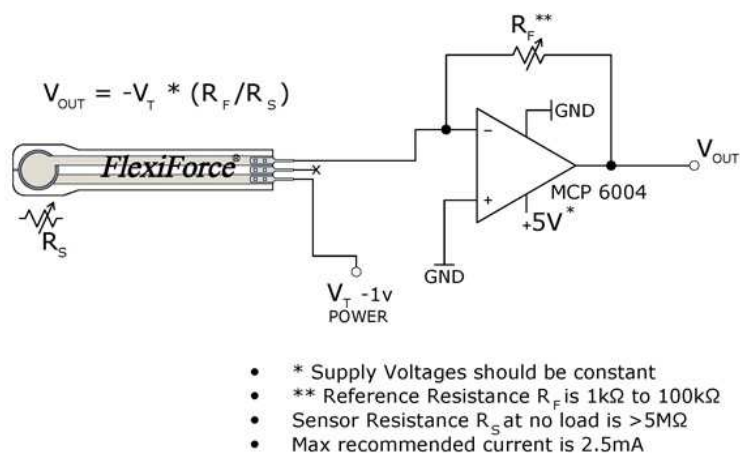 R_F**
V_OUT = -V_T * (R_F/R_S)
GND
FlexiForce®
−
+
MCP 6004
V_OUT
+5V*
R_S
GND
V_T -1v
POWER
• * Supply Voltages should be constant
• ** Reference Resistance R_F is 1kΩ to 100kΩ
• Sensor Resistance R_S at no load is >5MΩ
• Max recommended current is 2.5mA